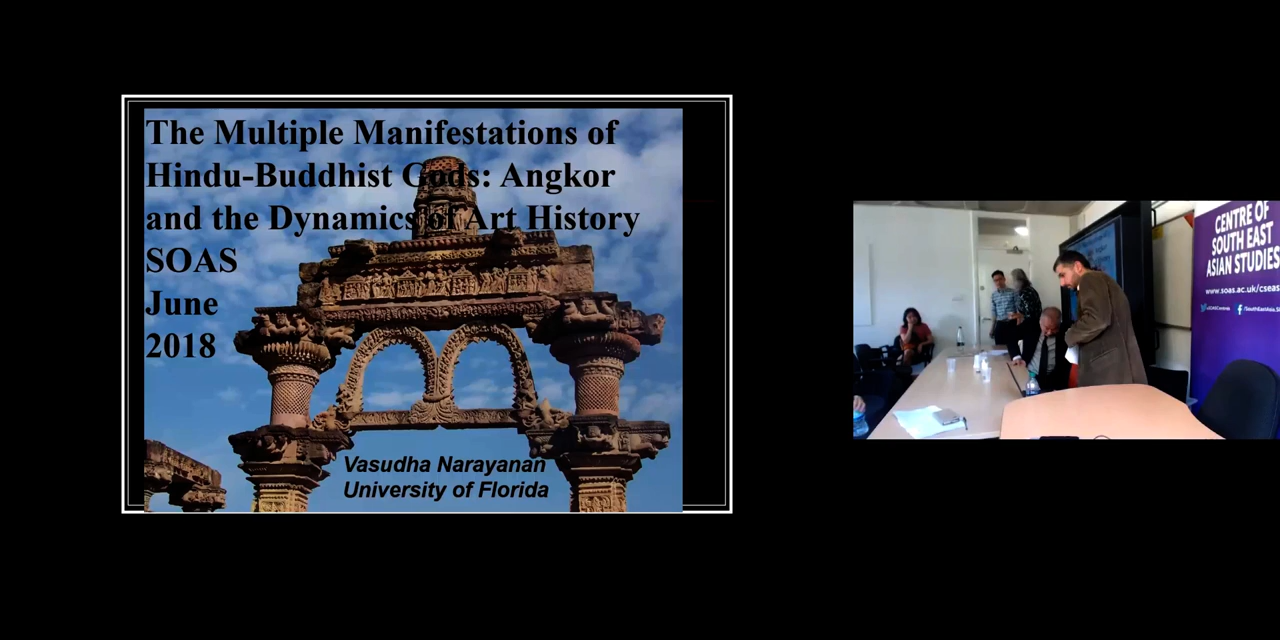 The Multiple Manifestations of
Hindu-Buddhist Gods: Angkor
and the Dynamics of Art History
SOAS
June
2018
Vasudha Narayanan
University of Florida
CENTRE OF
SOUTH EAST
ASIAN STUDIES
www.soas.ac.uk/cseas